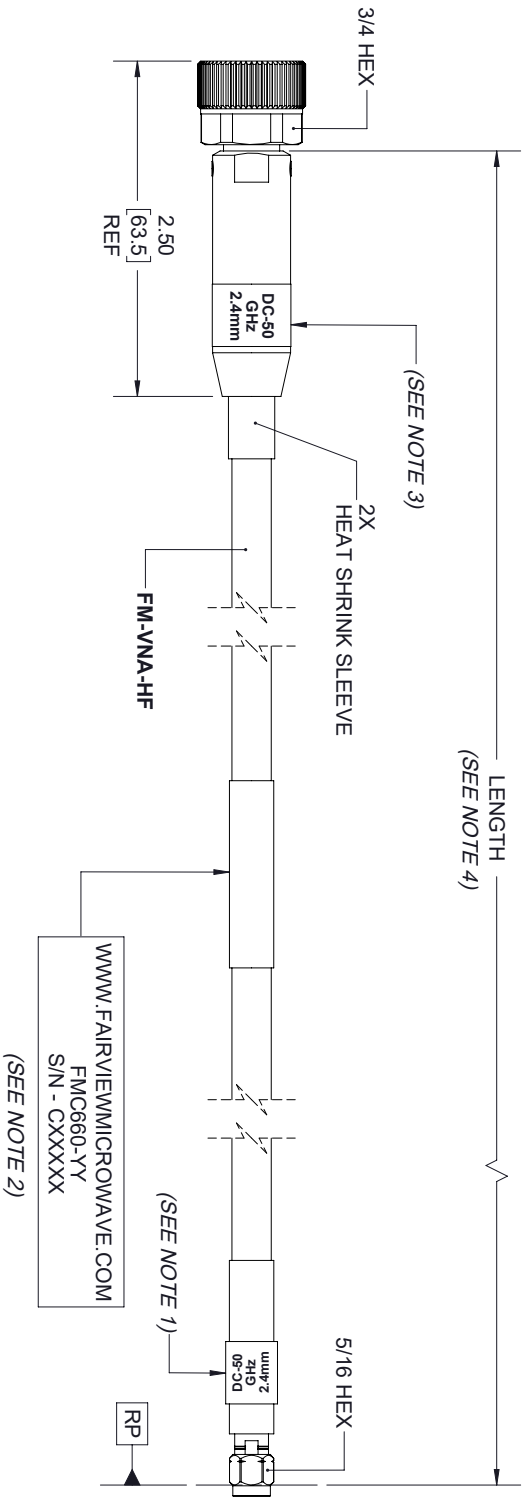 3/4 HEX
2.50
[63.5]
REF
DC-50
GHz
2.4mm
(SEE NOTE 3)
2X
HEAT SHRINK SLEEVE
FM-VNA-HF
LENGTH
(SEE NOTE 4)
WWW.FAIRVIEWMICROWAVE.COM
FMC660-YY
S/N - CXXXXX
(SEE NOTE 2)
(SEE NOTE 1)
2.4mm
GHz
DC-50
5/16 HEX
RP